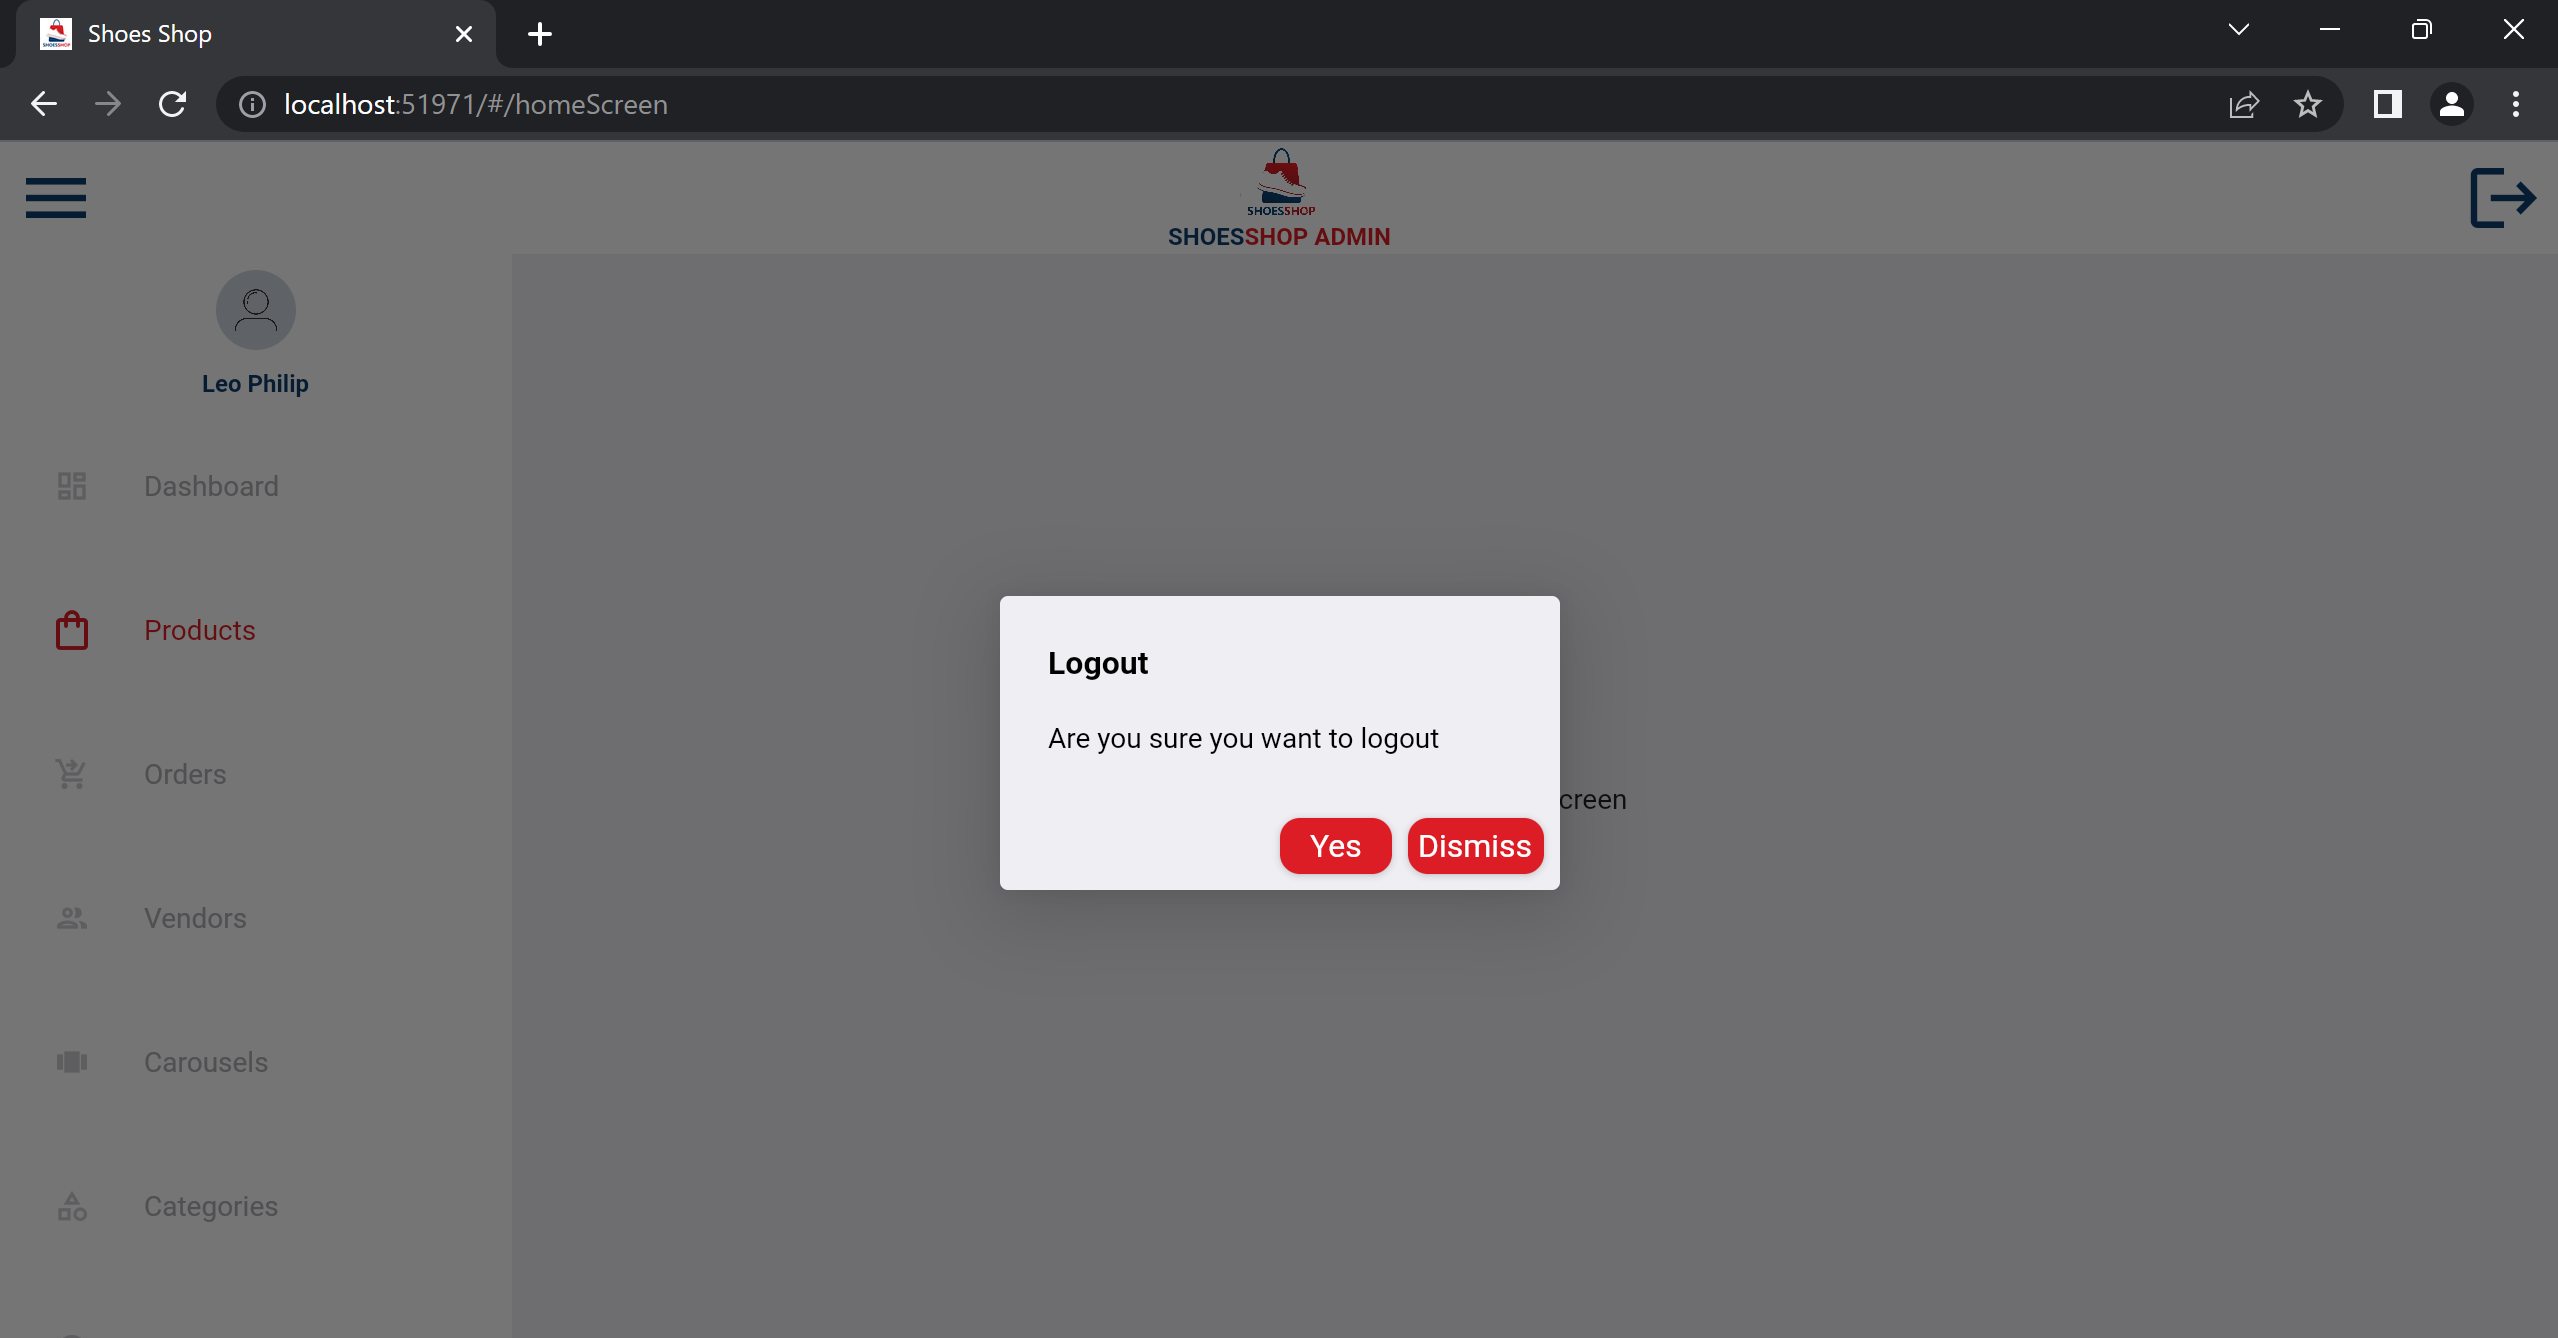 Shoes Shop
localhost:51971/#/homeScreen
SHOESSHOP
SHOESSHOP ADMIN
Leo Philip
Dashboard
Products
Orders
Vendors
Carousels
Categories
Logout
Are you sure you want to logout
creen
Yes
Dismiss